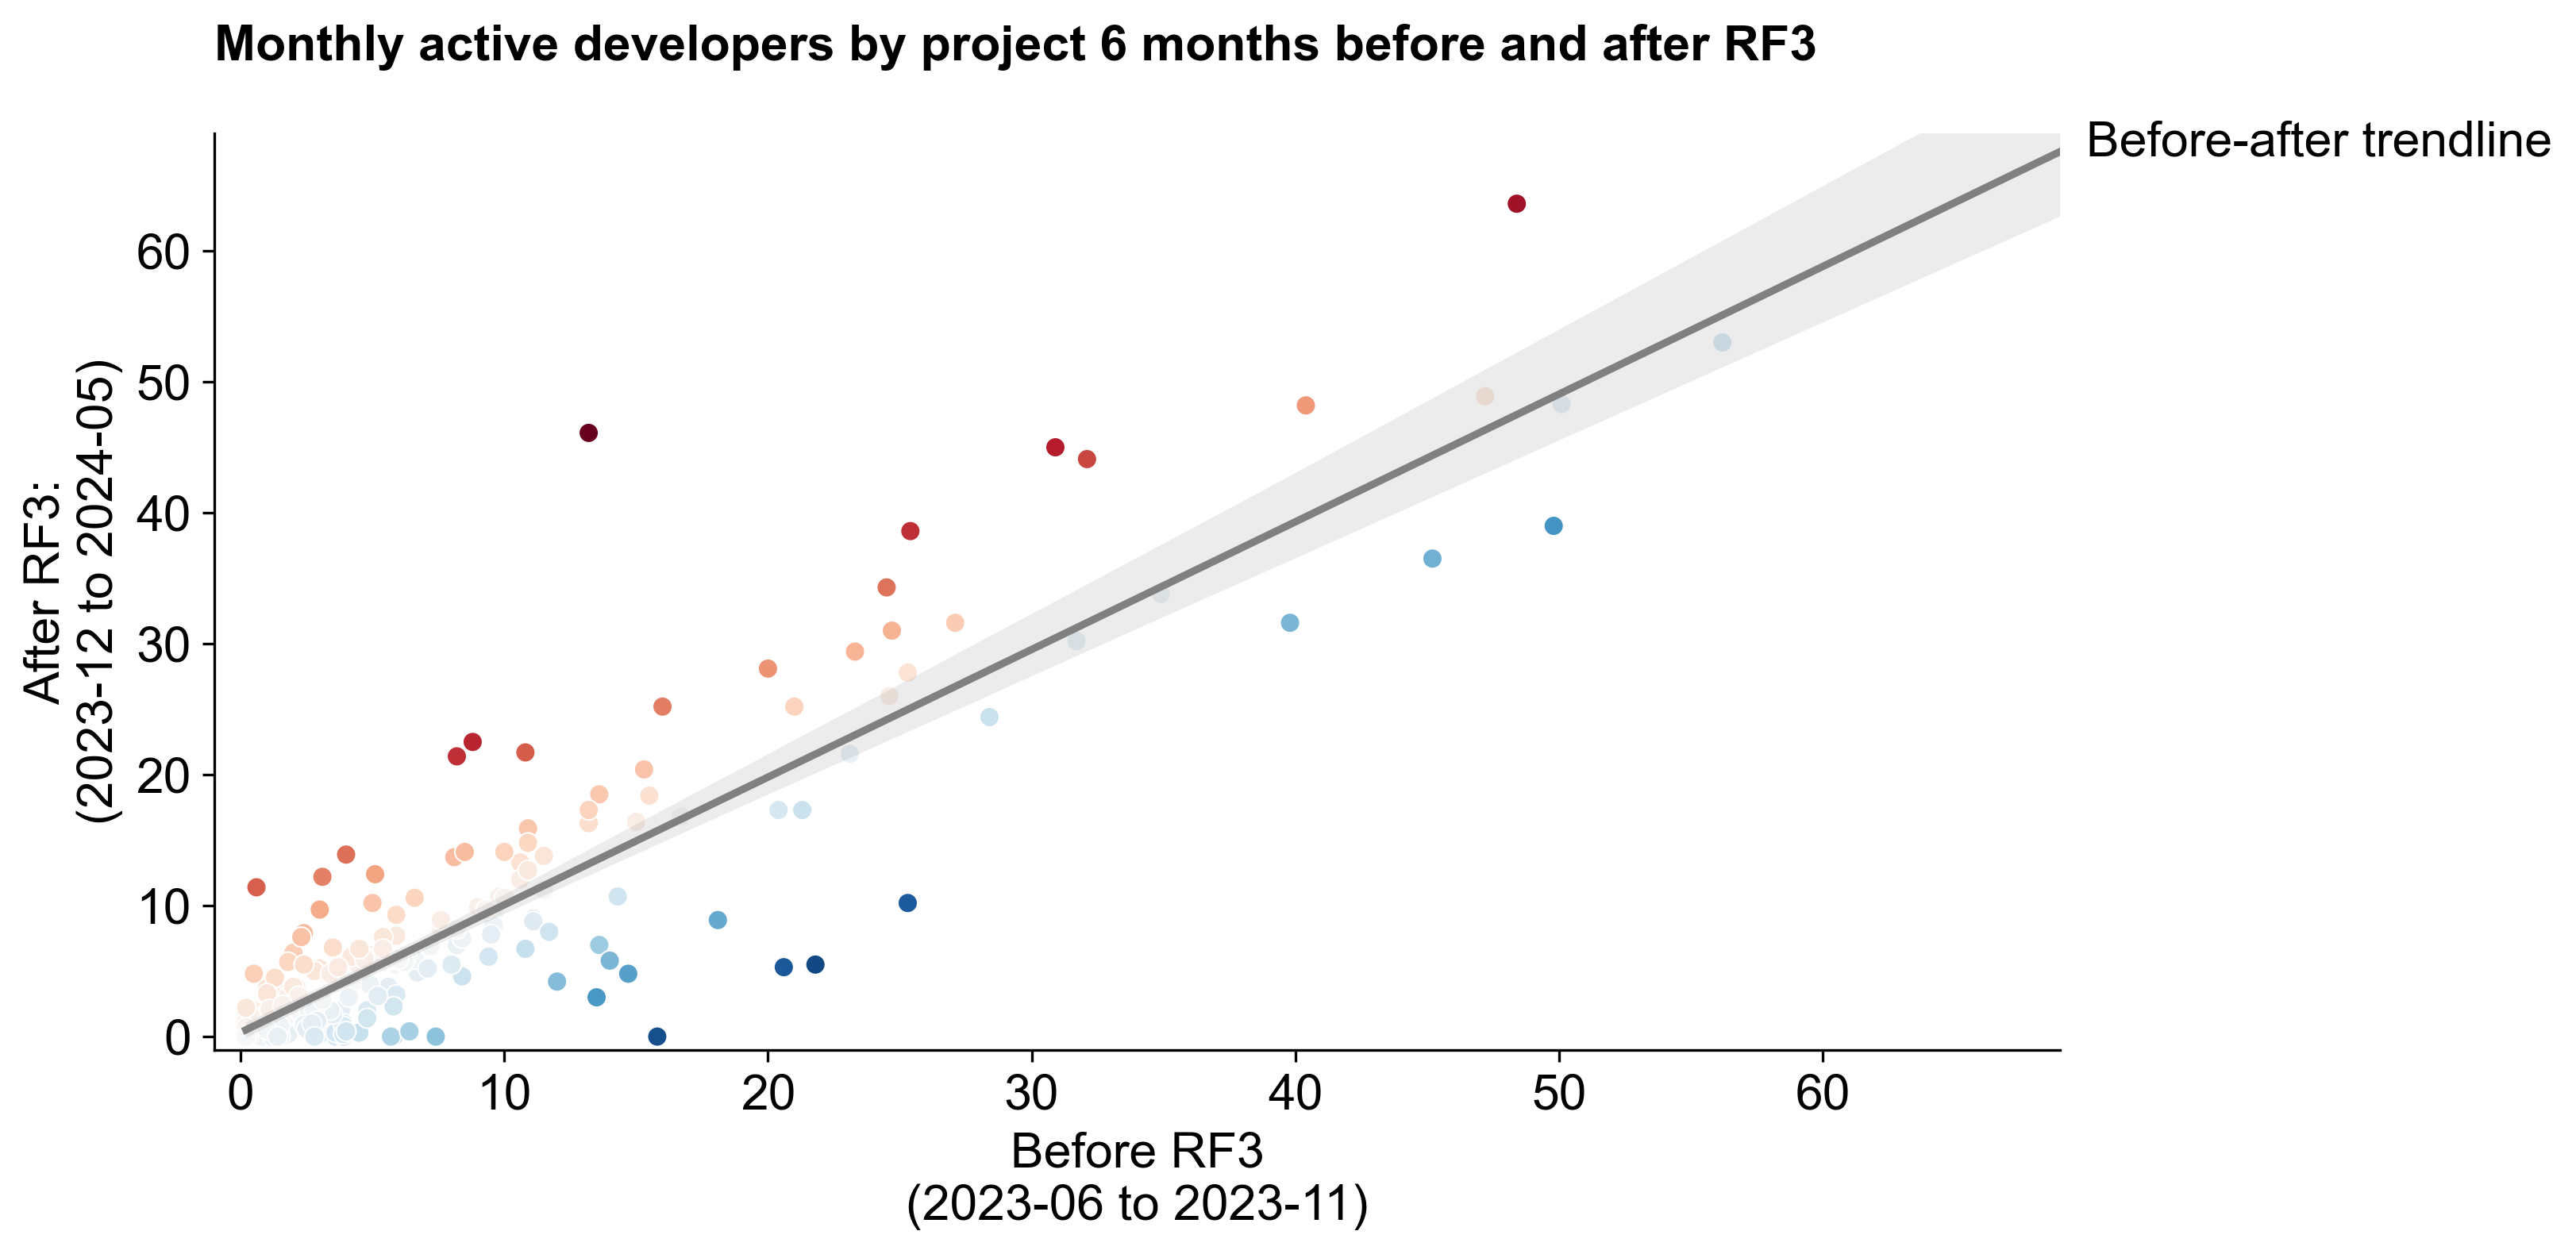 Monthly active developers by project 6 months before and after RF3
Before-after trendline
After RF3:
(2023-12 to 2024-05)
60
50
40
30
20
10
0
0 10 20 30 40 50 60
Before RF3
(2023-06 to 2023-11)